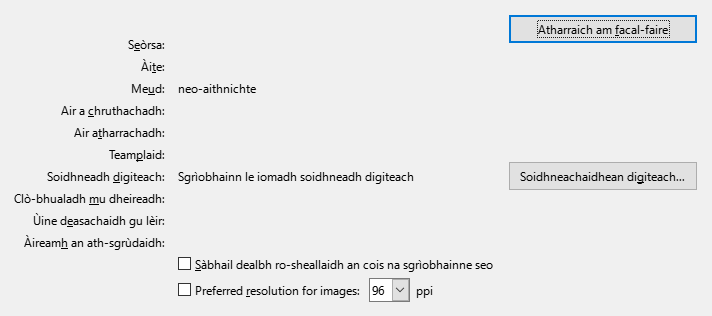 Atharraich am facal-faire
Seòrsa:
Àite:
Meud: neo-aithnichte
Air a chruthachadh:
Air atharrachadh:
Teamplaid:
Soidhneadh digiteach: Sgrìobhainn le iomadh soidhneadh digiteach Soidhneachaidhean digiteach...
Clò-bhualadh mu dheireadh:
Ùine deasachaidh gu lèir:
Àireamh an ath-sgrùdaidh:
Sàbhail dealbh ro-sheallaidh an cois na sgrìobhainne seo
Preferred resolution for images: 96 ppi